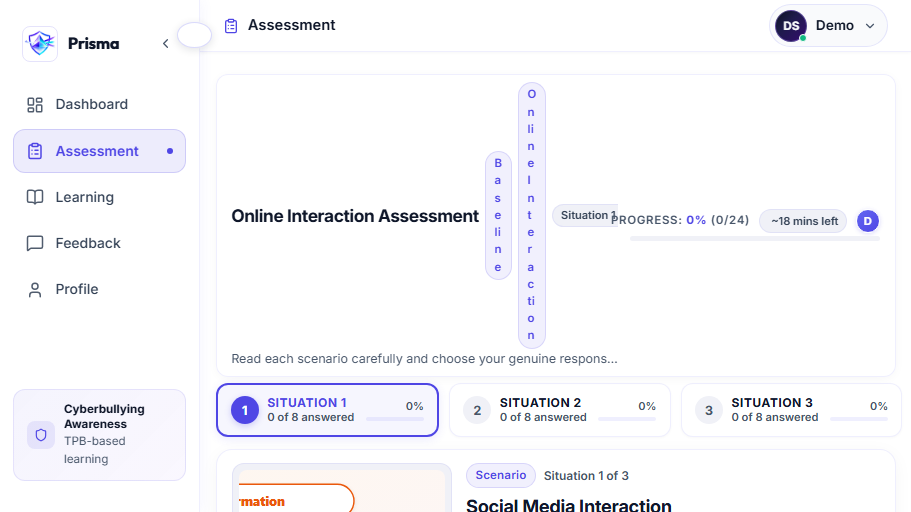 Prisma
Assessment
DS
Demo
Dashboard
Assessment
Learning
Feedback
Profile
Cyberbullying
Awareness
TPB-based
learning
Online Interaction Assessment
Baseline
Online Interaction
Situation 1
PROGRESS: 0% (0/24)
~18 mins left
D
Read each scenario carefully and choose your genuine respons...
1
SITUATION 1
0 of 8 answered
0%
2
SITUATION 2
0 of 8 answered
0%
3
SITUATION 3
0 of 8 answered
0%
rmation
Scenario
Situation 1 of 3
Social Media Interaction